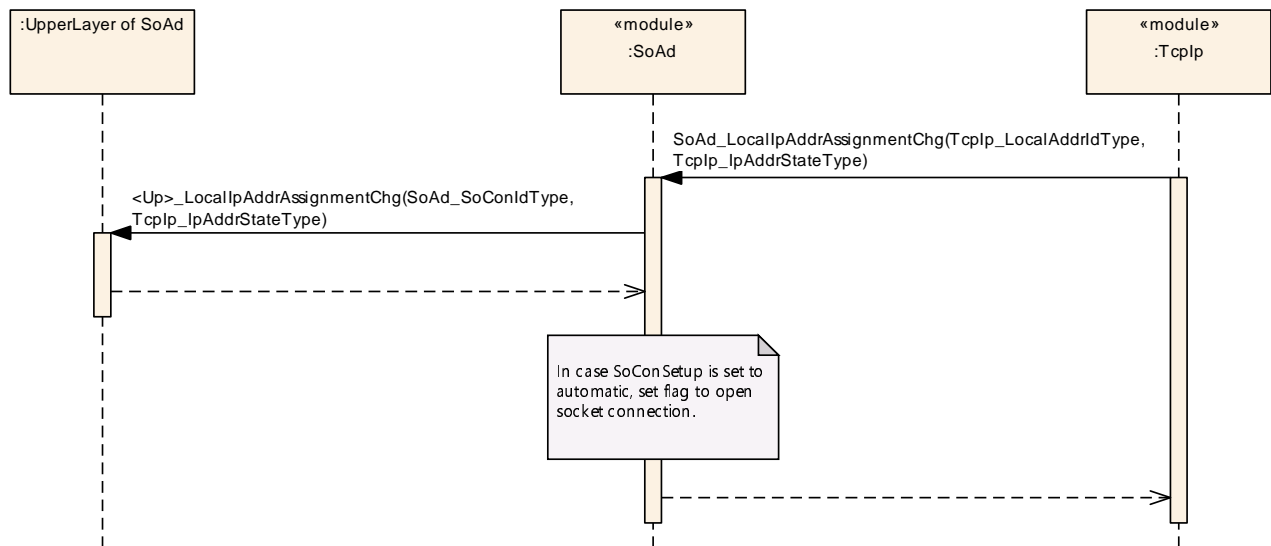 :UpperLayer of SoAd
«module»
:SoAd
«module»
:TcpIp
SoAd_LocalIpAddrAssignmentChg(TcpIp_LocalAddrIdType,
TcpIp_IpAddrStateType)
<Up>_LocalIpAddrAssignmentChg(SoAd_SoConIdType,
TcpIp_IpAddrStateType)
In case SoConSetup is set to
automatic, set flag to open
socket connection.